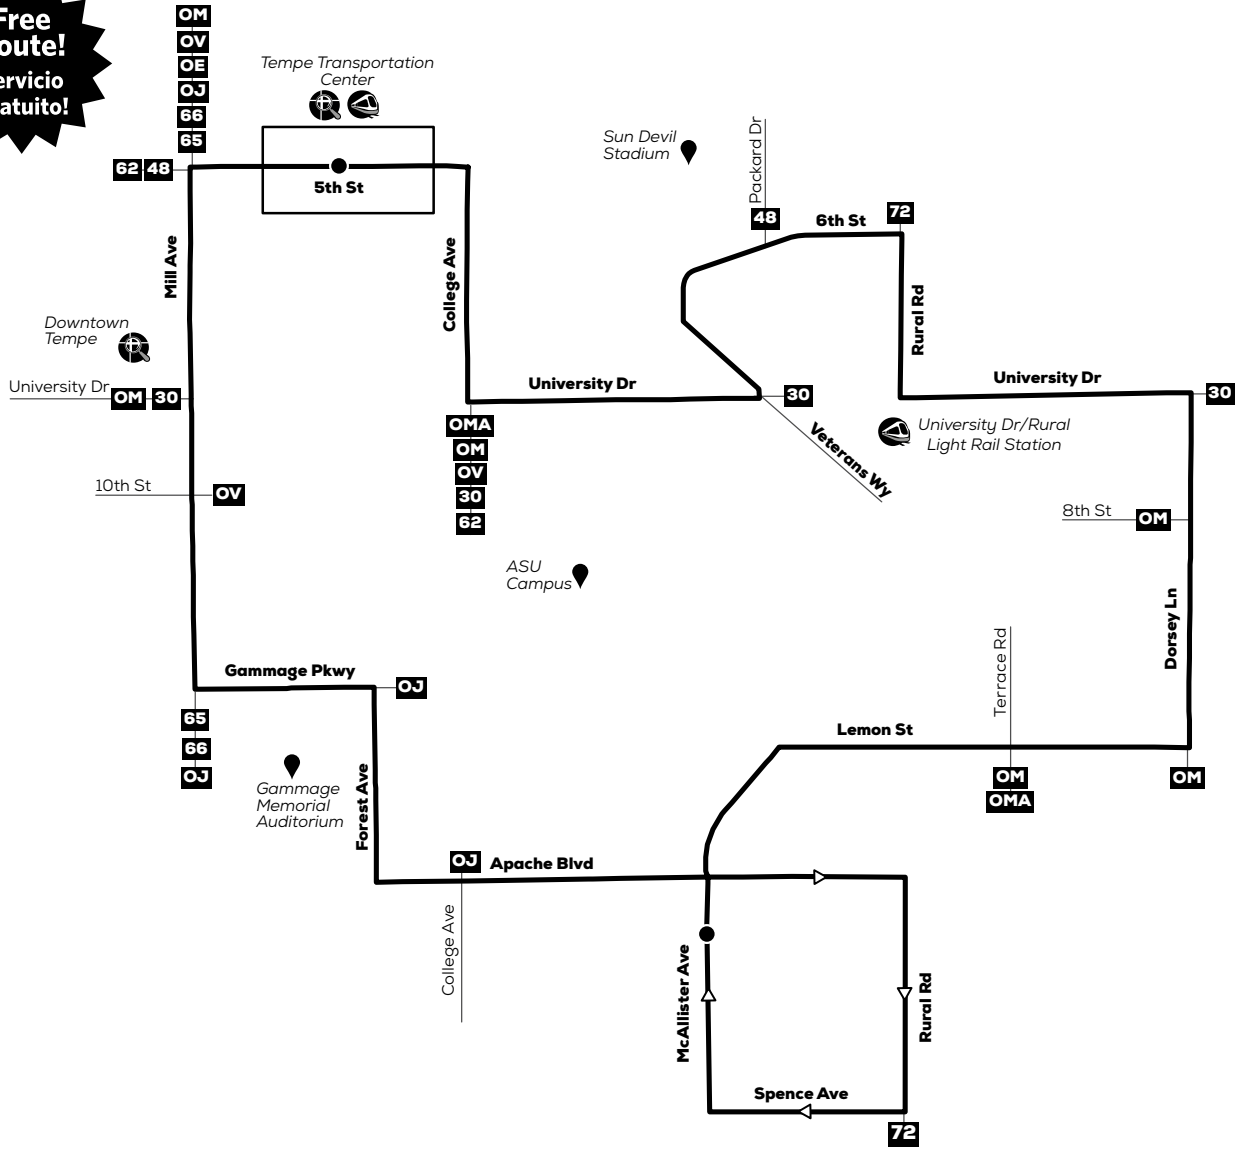 Free
oute!
ervicio
atuito!
OM
OV
OE
OJ
66
65
62 48
Tempe Transportation
Center
5th St
Mill Ave
College Ave
Sun Devil
Stadium
Packard Dr
48
6th St
72
Rural Rd
Downtown
Tempe
University Dr
OM 30
University Dr
30
University Dr
30
OMA
OM
OV
30
62
Veterans Wy
University Dr/Rural
Light Rail Station
10th St
OV
8th St
OM
ASU
Campus
Dorsey Ln
Terrace Rd
Gammage Pkwy
OJ
65
66
OJ
Lemon St
OM
OMA
OM
Gammage
Memorial
Auditorium
Forest Ave
OJ
Apache Blvd
College Ave
McAllister Ave
Rural Rd
Spence Ave
72